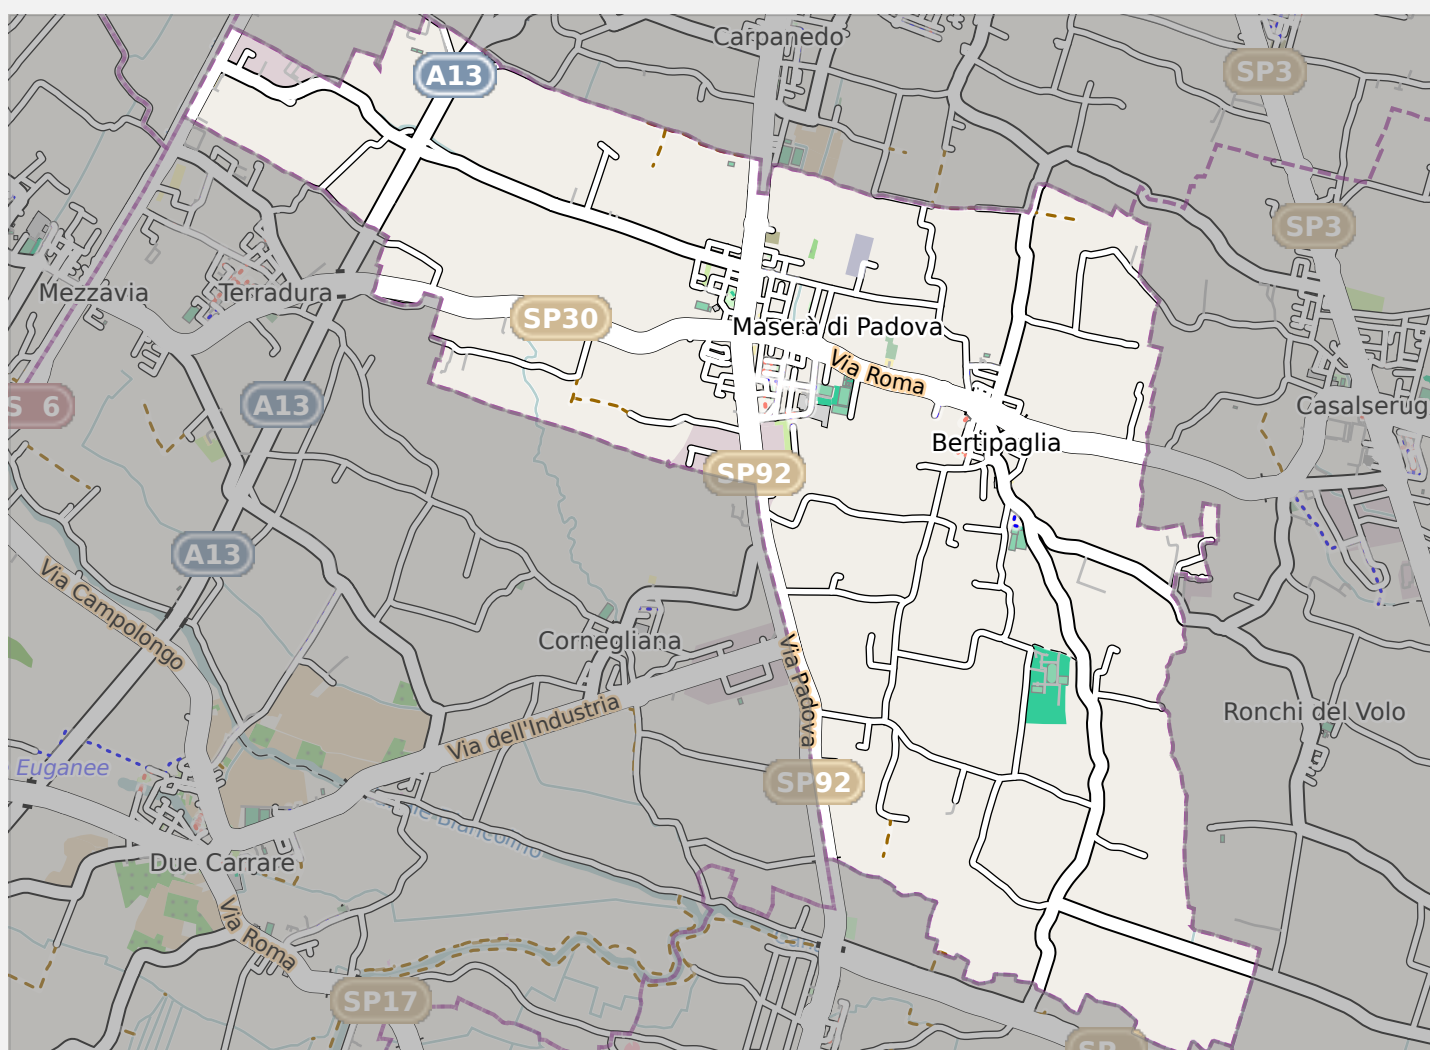 Carpanedo
A13
SP3
SP3
Mezzavia
Terradura
SP30
Maserà di Padova
Via Roma
S 6
A13
Casalserug
Bertipaglia
SP92
A13
Via Campolongo
Cornegliana
Via Padova
Via dell'Industria
Ronchi del Volo
Euganee
SP92
Due Carrare
Via Roma
SP17
SP